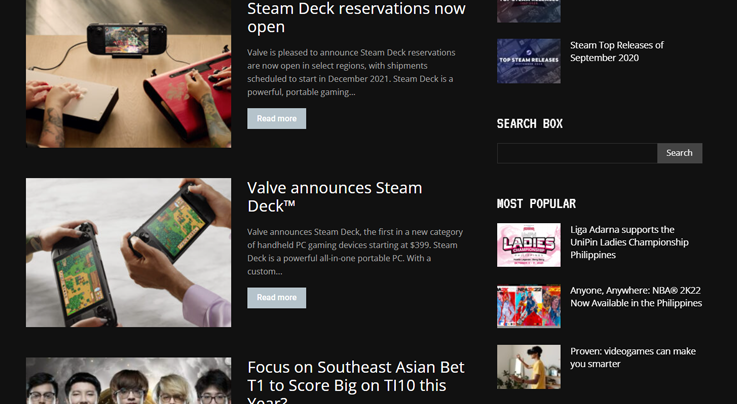 Steam Deck reservations now
open
Valve is pleased to announce Steam Deck reservations
are now open in select regions, with shipments
scheduled to start in December 2021. Steam Deck is a
powerful, portable gaming...
Read more
Valve announces Steam
Deck™
Valve announces Steam Deck, the first in a new category
of handheld PC gaming devices starting at $399. Steam
Deck is a powerful all-in-one portable PC. With a
custom...
Read more
Focus on Southeast Asian Bet
T1 to Score Big on TI10 this
Year?
TOP STEAM RELEASES
Steam Top Releases of
September 2020
SEARCH BOX
Search
MOST POPULAR
LADIES
CHAMPIONSHIP
Liga Adarna supports the
UniPin Ladies Championship
Philippines
Anyone, Anywhere: NBA® 2K22
Now Available in the Philippines
Proven: videogames can make
you smarter